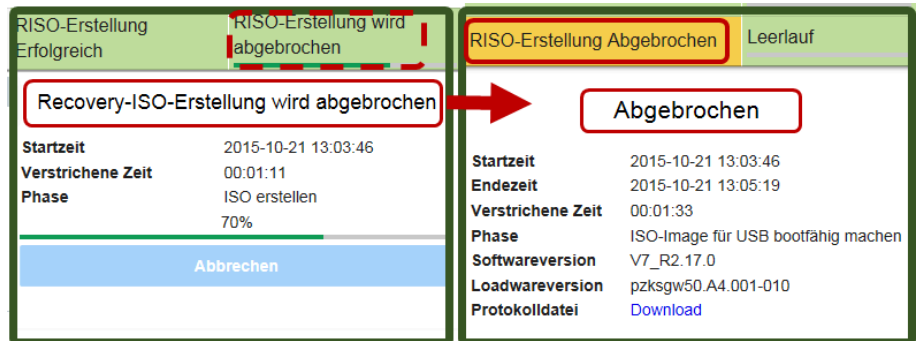 RISO-Erstellung
Erfolgreich
RISO-Erstellung wird
abgebrochen
Recovery-ISO-Erstellung wird abgebrochen
Startzeit 2015-10-21 13:03:46
Verstrichene Zeit 00:01:11
Phase ISO erstellen
70%
Abbrechen
RISO-Erstellung Abgebrochen
Leerlauf
Abgebrochen
Startzeit 2015-10-21 13:03:46
Endezeit 2015-10-21 13:05:19
Verstrichene Zeit 00:01:33
Phase ISO-Image für USB bootfähig machen
Softwareversion V7_R2.17.0
Loadwareversion pzksgw50.A4.001-010
Protokolldatei Download